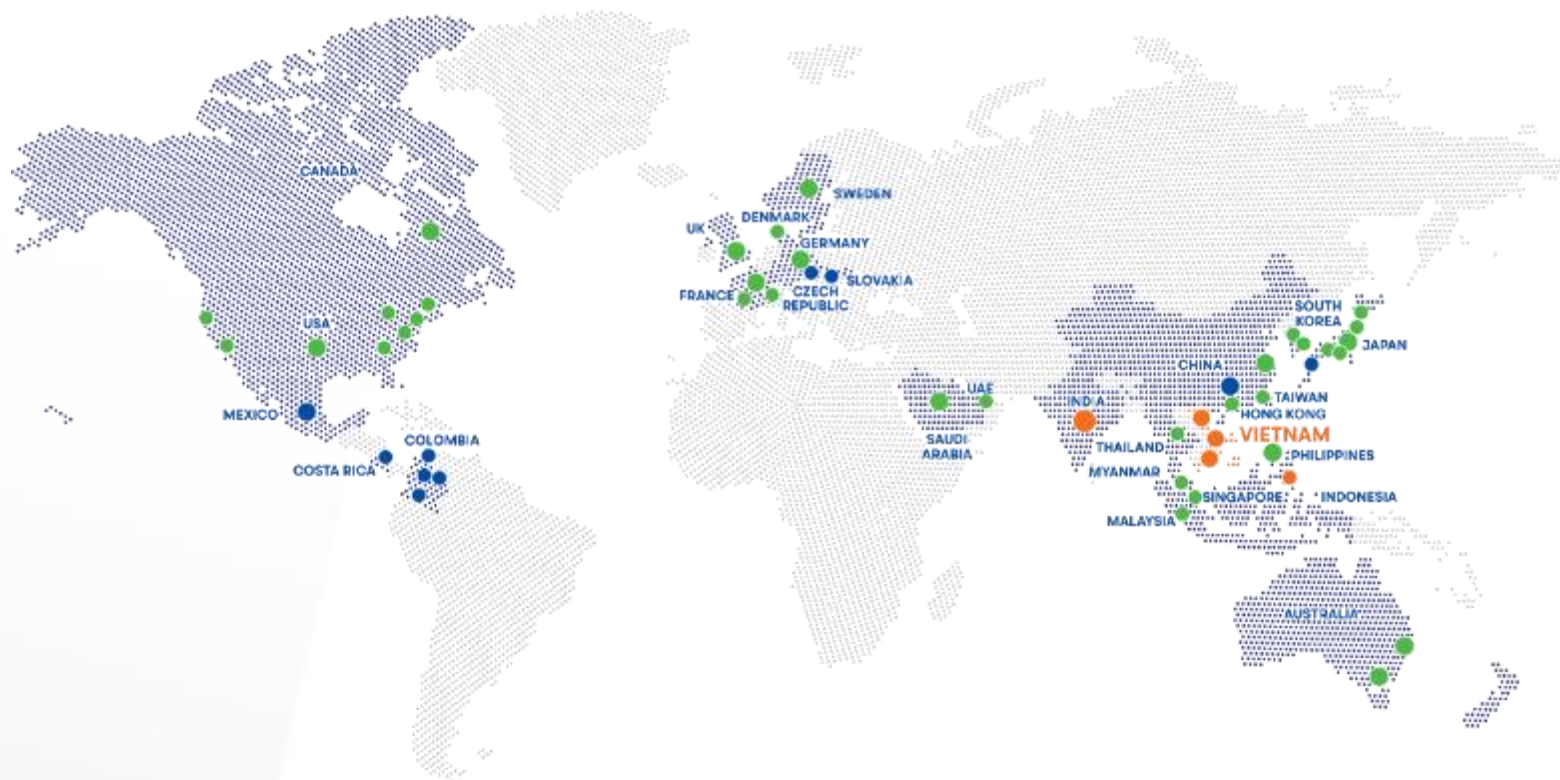 CANADA
SWEDEN
DENMARK
UK
GERMANY
SLOVAKIA
FRANCE
CZECH
REPUBLIC
USA
SOUTH
KOREA
JAPAN
CHINA
MEXICO
UAE
INDIA
TAIWAN
HONG KONG
COLOMBIA
SAUDI
ARABIA
VIETNAM
THAILAND
PHILIPPINES
COSTA RICA
MYANMAR
SINGAPORE
INDONESIA
MALAYSIA
AUSTRALIA